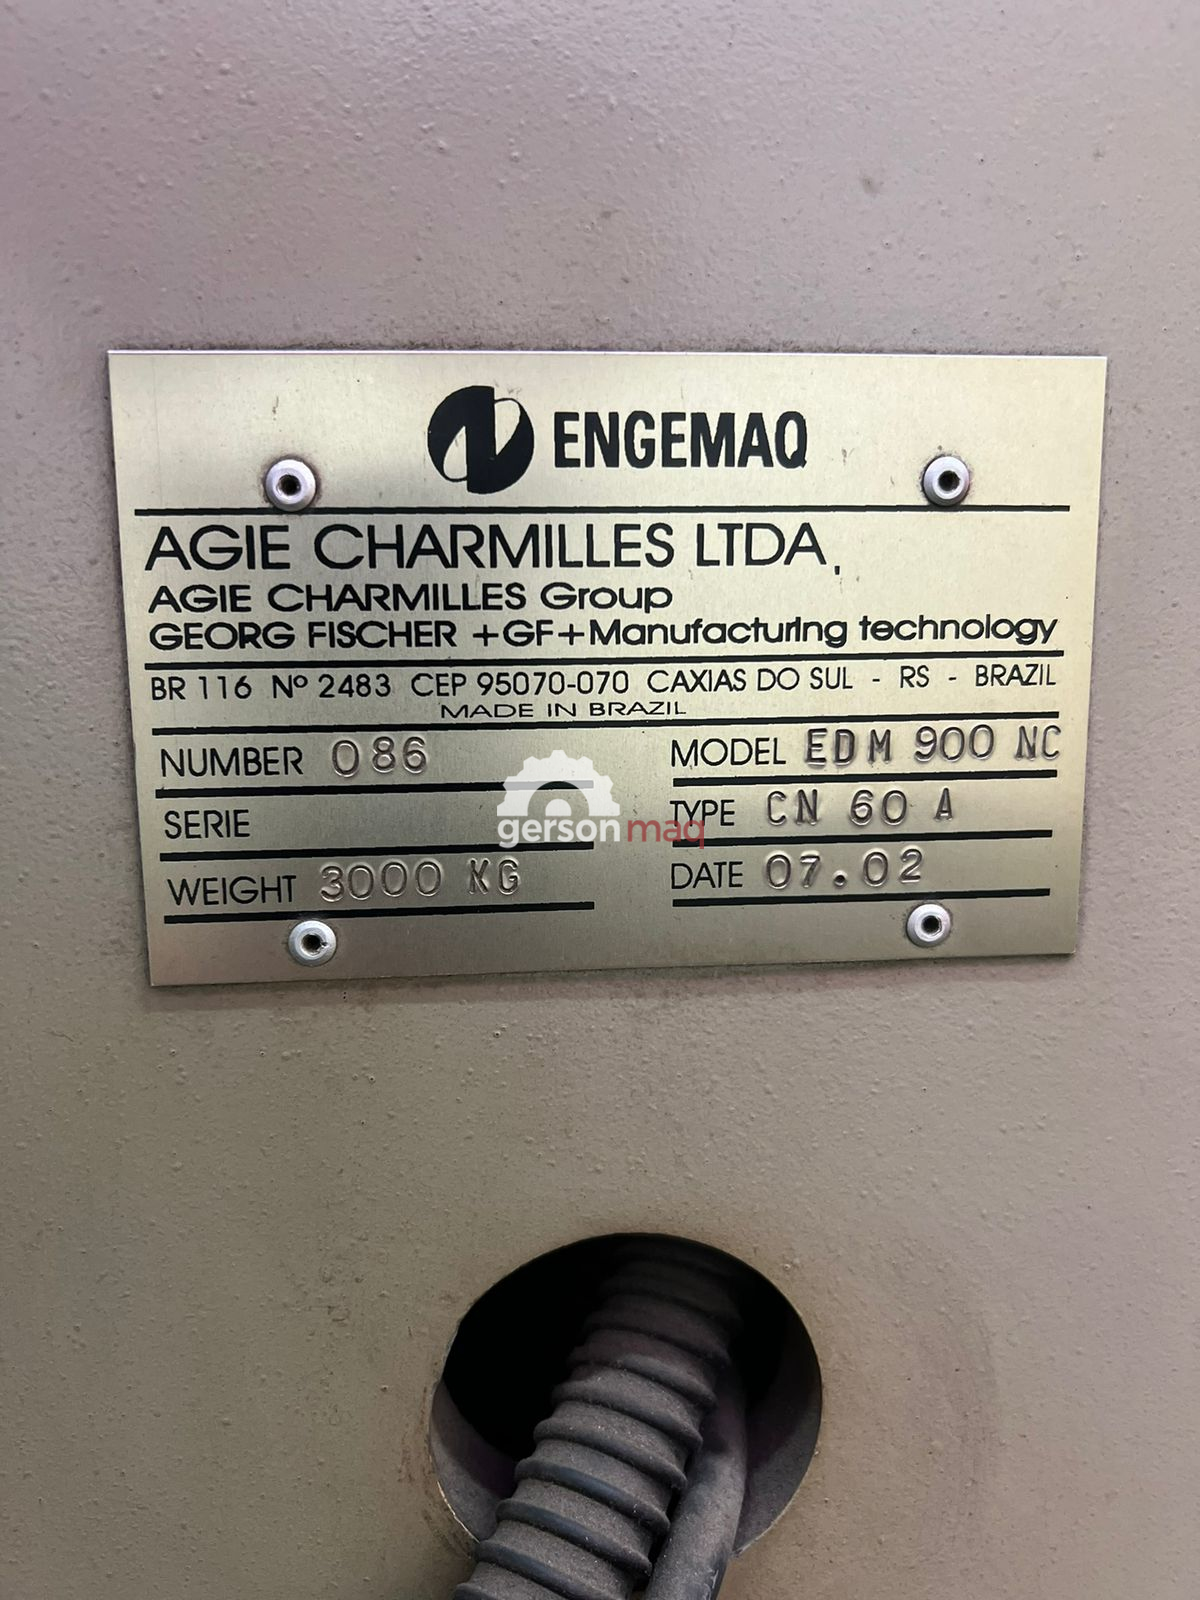 ENGEMAQ
AGIE CHARMILLES LTDA,
AGIE CHARMILLES Group
GEORG FISCHER +GF+Manufacturing technology
BR 116 Nº 2483 CEP 95070-070 CAXIAS DO SUL - RS - BRAZIL
MADE IN BRAZIL
NUMBER 086 MODEL EDM 900 NC
SERIE TYPE CN 60 A
gerson maq
WEIGHT 3000 KG DATE 07.02